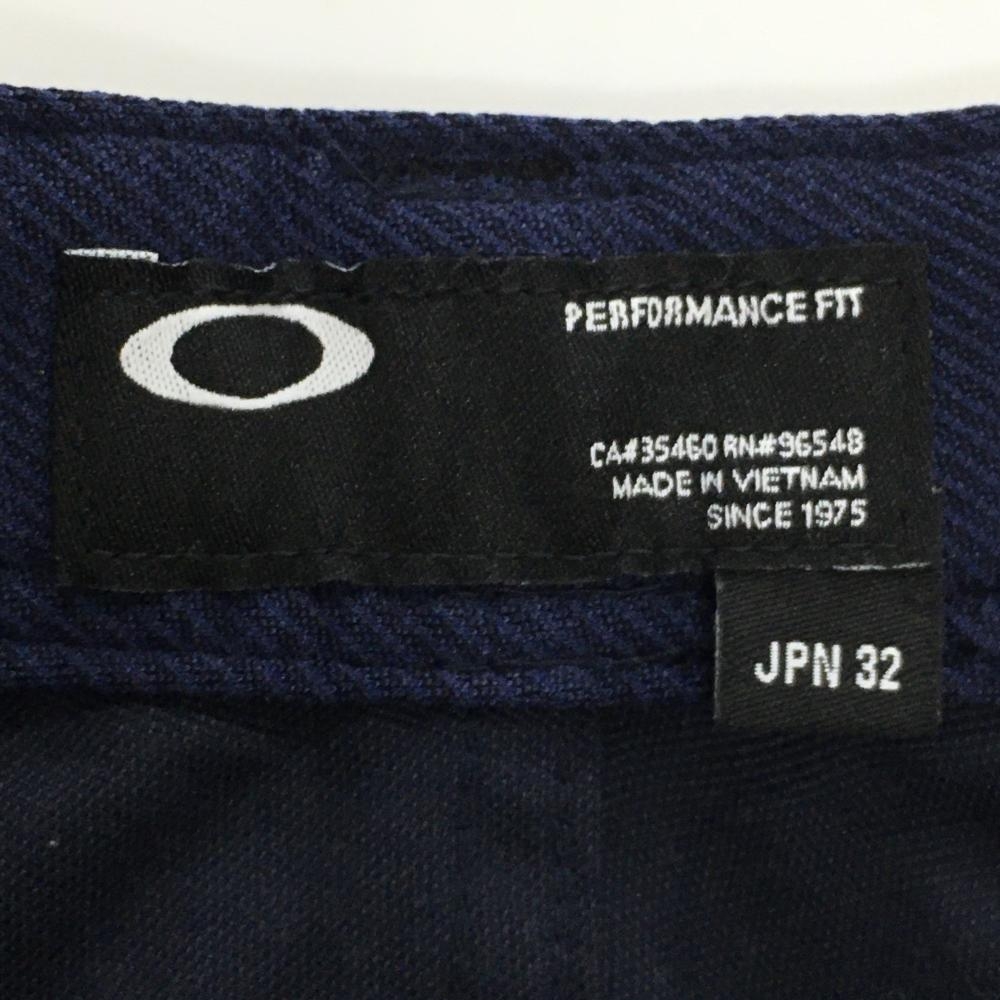 PERFORMANCE FIT
CA#35460 RN#96548
MADE IN VIETNAM
SINCE 1975
JPN 32